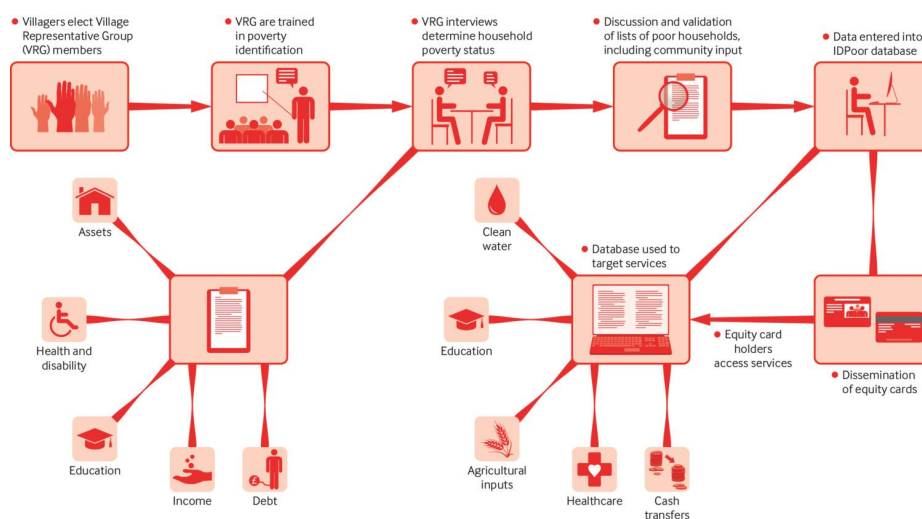 Villagers elect Village
Representative Group
(VRG) members
VRG are trained
in poverty
identification
VRG interviews
determine household
poverty status
Discussion and validation
of lists of poor households,
including community input
Data entered into
IDPoor database
Assets
Health and
disability
Education
Income
Debt
£
Clean
water
Database used to
target services
Education
Agricultural
inputs
Healthcare
Cash
transfers
Equity card
holders
access services
Dissemination
of equity cards